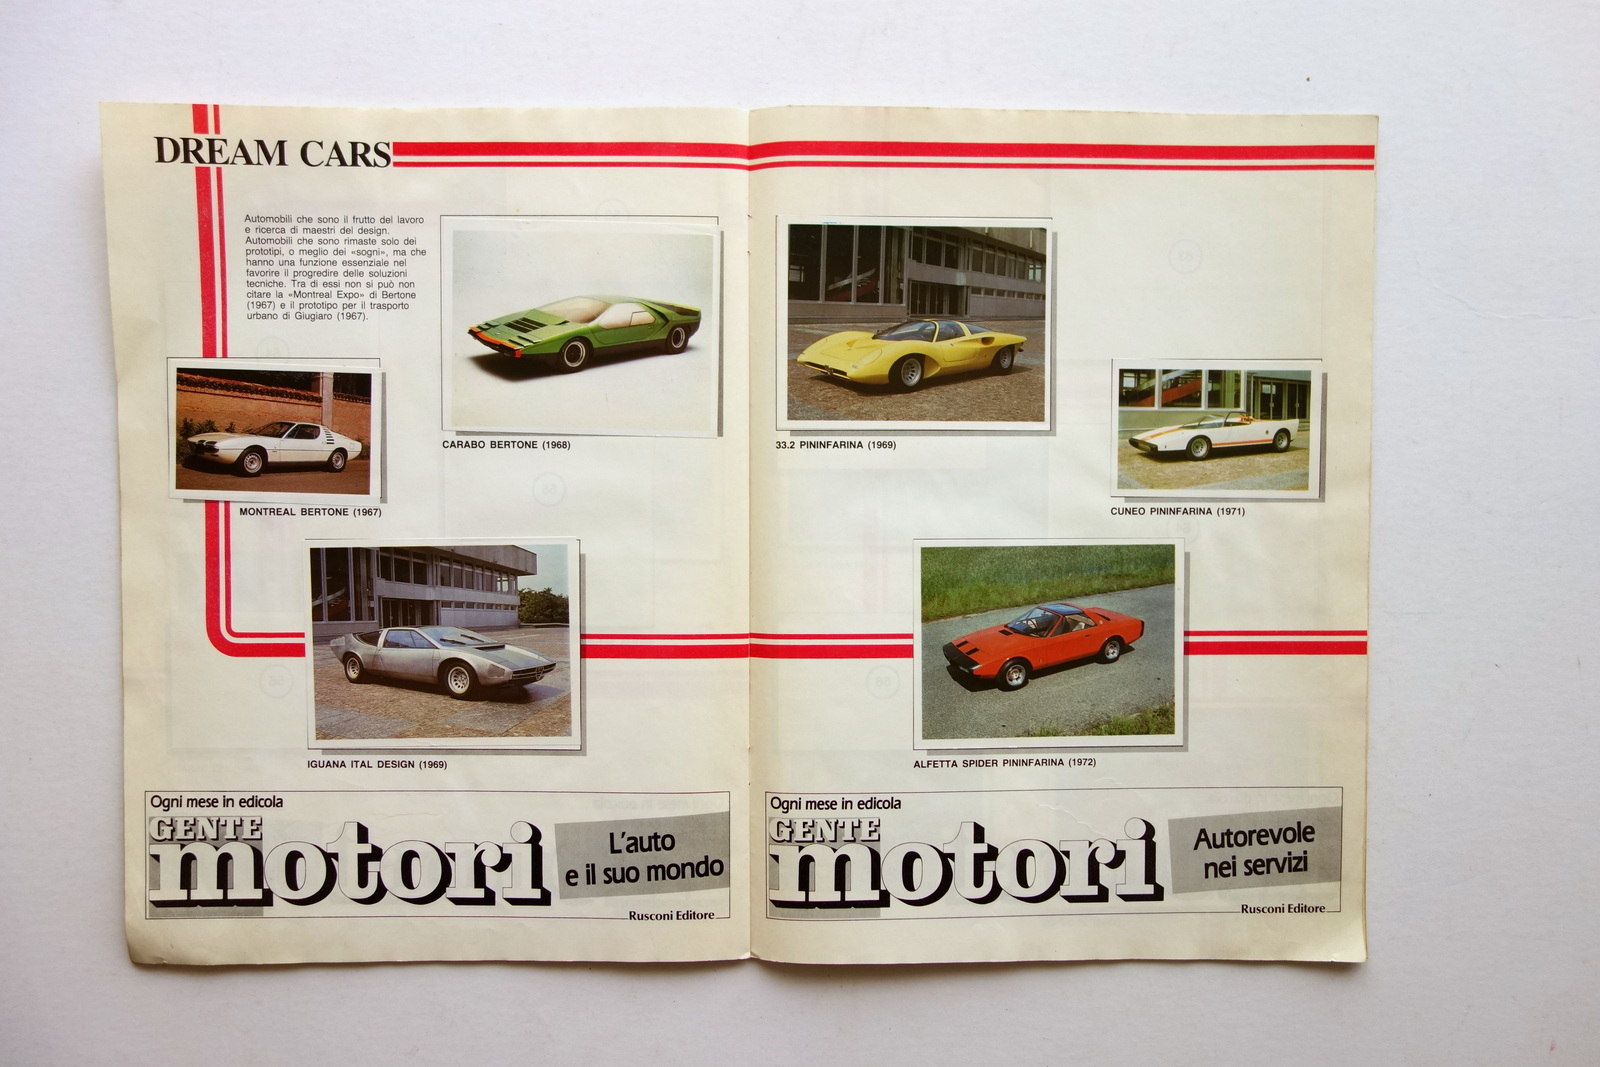 DREAM CARS
Automobili che sono il frutto del lavoro
e ricerca di maestri del design.
Automobili che sono rimaste solo dei
prototipi, o meglio dei «sogni», ma che
hanno una funzione essenziale nel
favorire il progredire delle soluzioni
tecniche. Tra di essi non si può non
citare la «Montreal Expo» di Bertone
(1967) e il prototipo per il trasporto
urbano di Giugiaro (1967).
CARABO BERTONE (1968)
MONTREAL BERTONE (1967)
IGUANA ITAL DESIGN (1969)
33.2 PININFARINA (1969)
CUNEO PININFARINA (1971)
ALFETTA SPIDER PININFARINA (1972)
Ogni mese in edicola
GENTE
motori
L'auto
e il suo mondo
Rusconi Editore
Ogni mese in edicola
GENTE
motori
Autorevole
nei servizi
Rusconi Editore